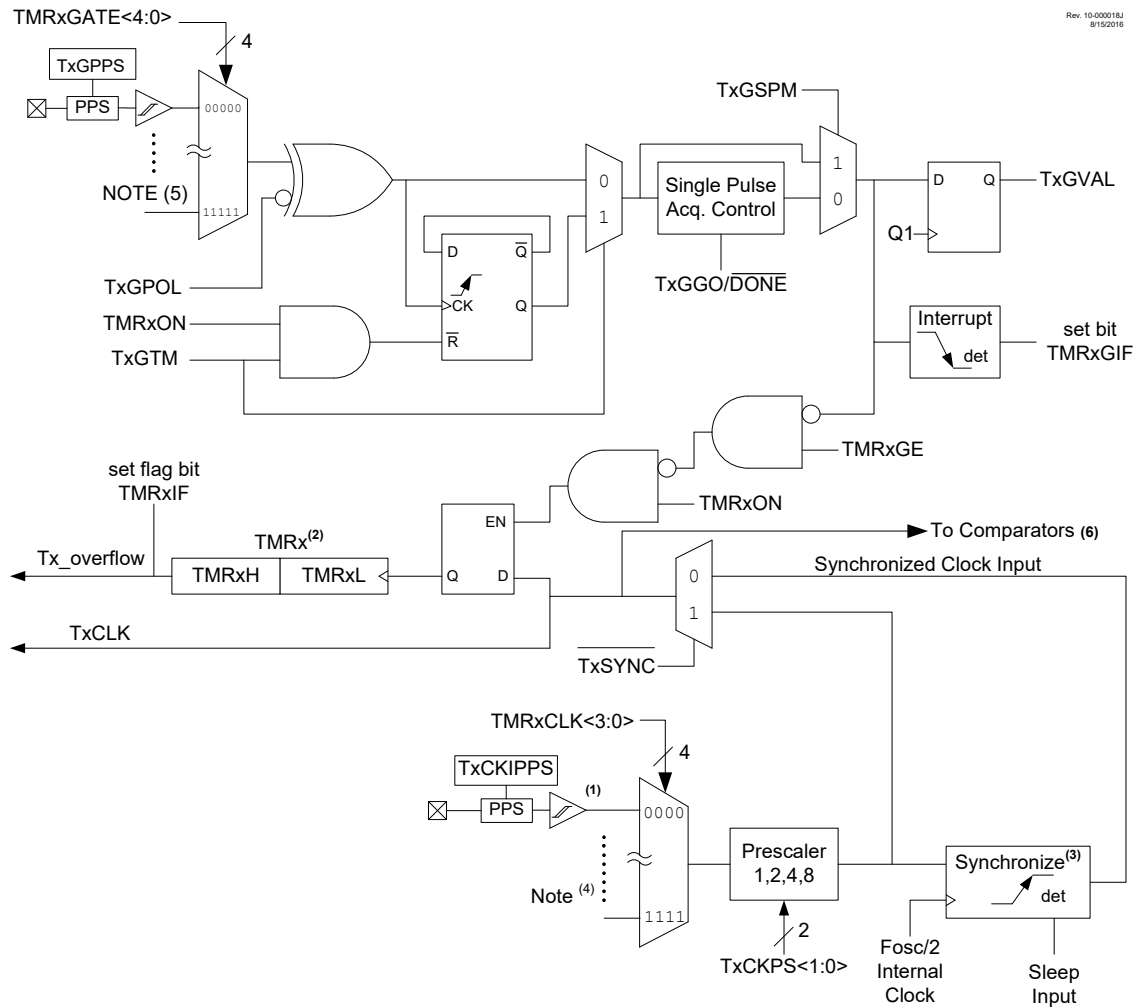 Rev. 10-000018J
8/15/2016
TMRxGATE<4:0>
4
TxGPPS
PPS
00000
NOTE (5)
11111
TxGPOL
TMRxON
TxGTM
D
Q
CK
Q
R
0
1
Single Pulse
Acq. Control
TxGGO/DONE
TxGSPM
1
0
D
Q
Q1
TxGVAL
Interrupt
det
set bit
TMRxGIF
TMRxGE
TMRxON
set flag bit
TMRxIF
Tx_overflow
TMRx(2)
TMRxH
TMRxL
EN
Q
D
TxCLK
To Comparators (6)
Synchronized Clock Input
0
1
TxSYNC
TMRxCLK<3:0>
4
TxCKIPPS
PPS
(1)
0000
Note (4)
1111
Prescaler
1,2,4,8
2
TxCKPS<1:0>
Synchronize(3)
det
Fosc/2
Internal
Clock
Sleep
Input